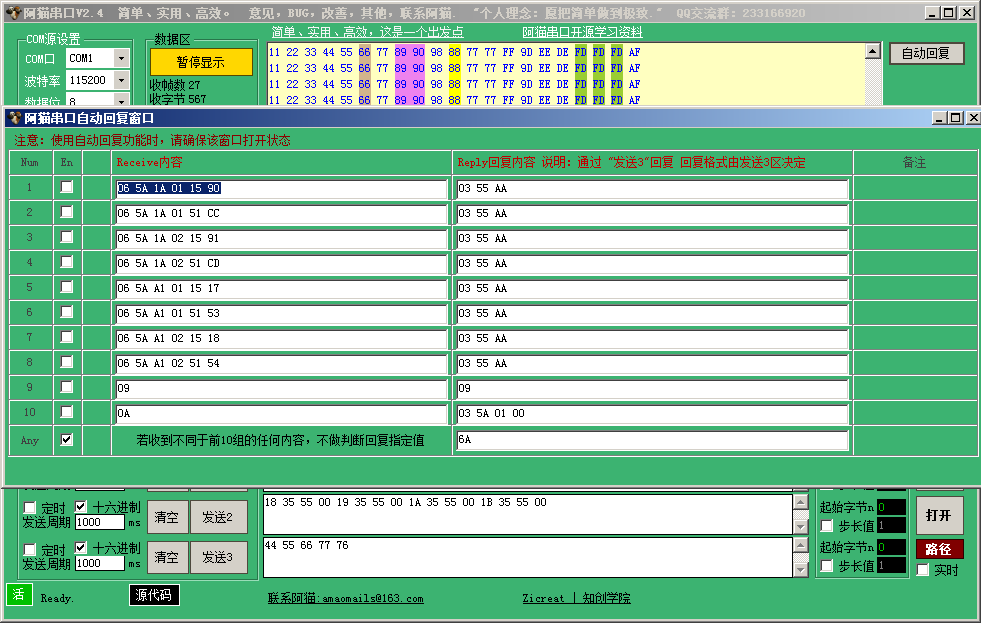 阿猫串口V2.4 简单、实用、高效。 意见,BUG,改善,其他,联系阿猫. "个人理念:愿把简单做到极致." QQ交流群:233166920
COM源设置
数据区
简单、实用、高效,这是一个出发点
阿猫串口开源学习资料
COM口 COM1
暂停显示
11 22 33 44 55 66 77 89 90 98 88 77 77 FF 9D EE DE FD FD FD AF
自动回复
波特率 115200
11 22 33 44 55 66 77 89 90 98 88 77 77 FF 9D EE DE FD FD FD AF
收帧数 27
11 22 33 44 55 66 77 89 90 98 88 77 77 FF 9D EE DE FD FD FD AF
数据位 8
收字节 567
11 22 33 44 55 66 77 89 90 98 88 77 77 FF 9D EE DE FD FD FD AF
阿猫串口自动回复窗口
注意:使用自动回复功能时,请确保该窗口打开状态
Num En Receive内容 Reply回复内容 说明:通过 "发送3"回复 回复格式由发送3区决定 备注
1 06 5A 1A 01 15 90 03 55 AA
2 06 5A 1A 01 51 CC 03 55 AA
3 06 5A 1A 02 15 91 03 55 AA
4 06 5A 1A 02 51 CD 03 55 AA
5 06 5A A1 01 15 17 03 55 AA
6 06 5A A1 01 51 53 03 55 AA
7 06 5A A1 02 15 18 03 55 AA
8 06 5A A1 02 51 54 03 55 AA
9 09 09
10 0A 03 5A 01 00
Any 若收到不同于前10组的任何内容,不做判断回复指定值 6A
定时 十六进制
发送周期 1000 ms
清空
发送2
18 35 55 00 19 35 55 00 1A 35 55 00 1B 35 55 00
起始字节n 0
步长值 1
打开
定时 十六进制
发送周期 1000 ms
清空
发送3
44 55 66 77 76
起始字节n 0
步长值 1
路径
实时
活 Ready. 源代码 联系阿猫:amaomails@163.com Zicreat | 知创学院